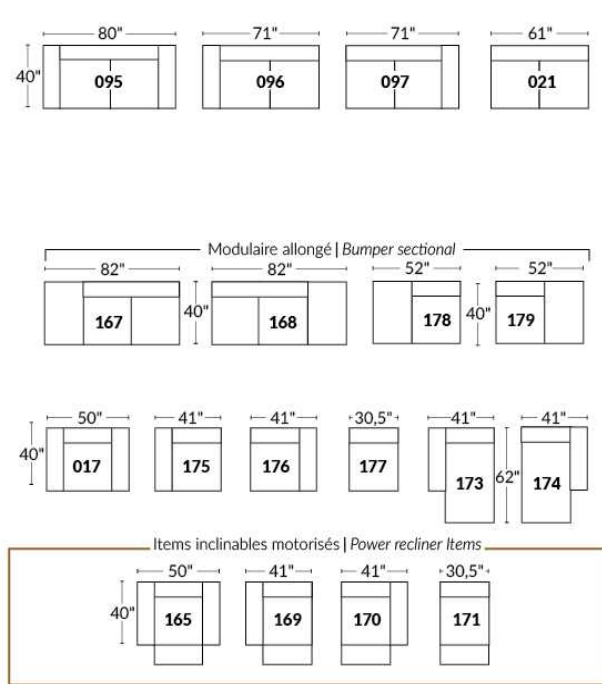 80" 71" 71" 61"
40"
095 096 097 021
Modulaire allongé | Bumper sectional
82" 82" 52" 52"
40" 40"
167 168 178 179
50" 41" 41" 30,5" 41" 41"
40"
017 175 176 177
173 62" 174
Items inclinables motorisés | Power recliner Items
50" 41" 41" 30,5"
40"
165 169 170 171